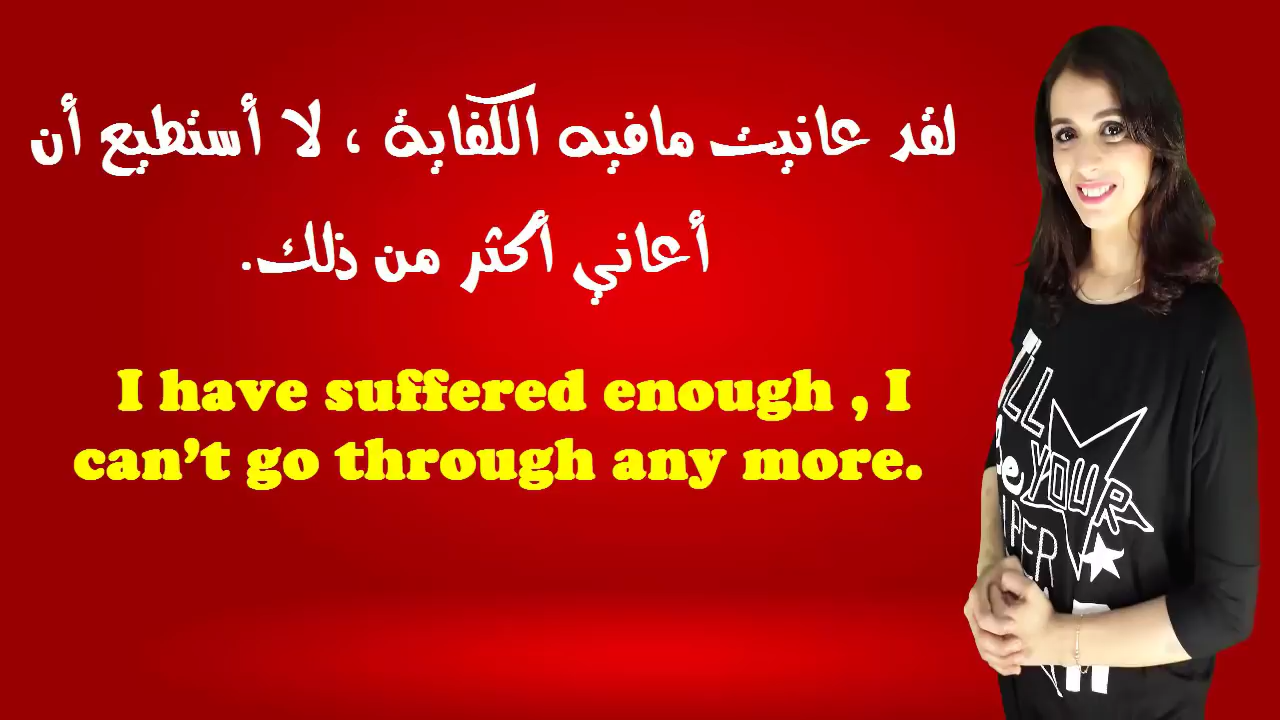 لقد عانيت مافيه الكفاية ، لا أستطيع أن
أعاني أكثر من ذلك.
I have suffered enough , I
can’t go through any more.
YOUR